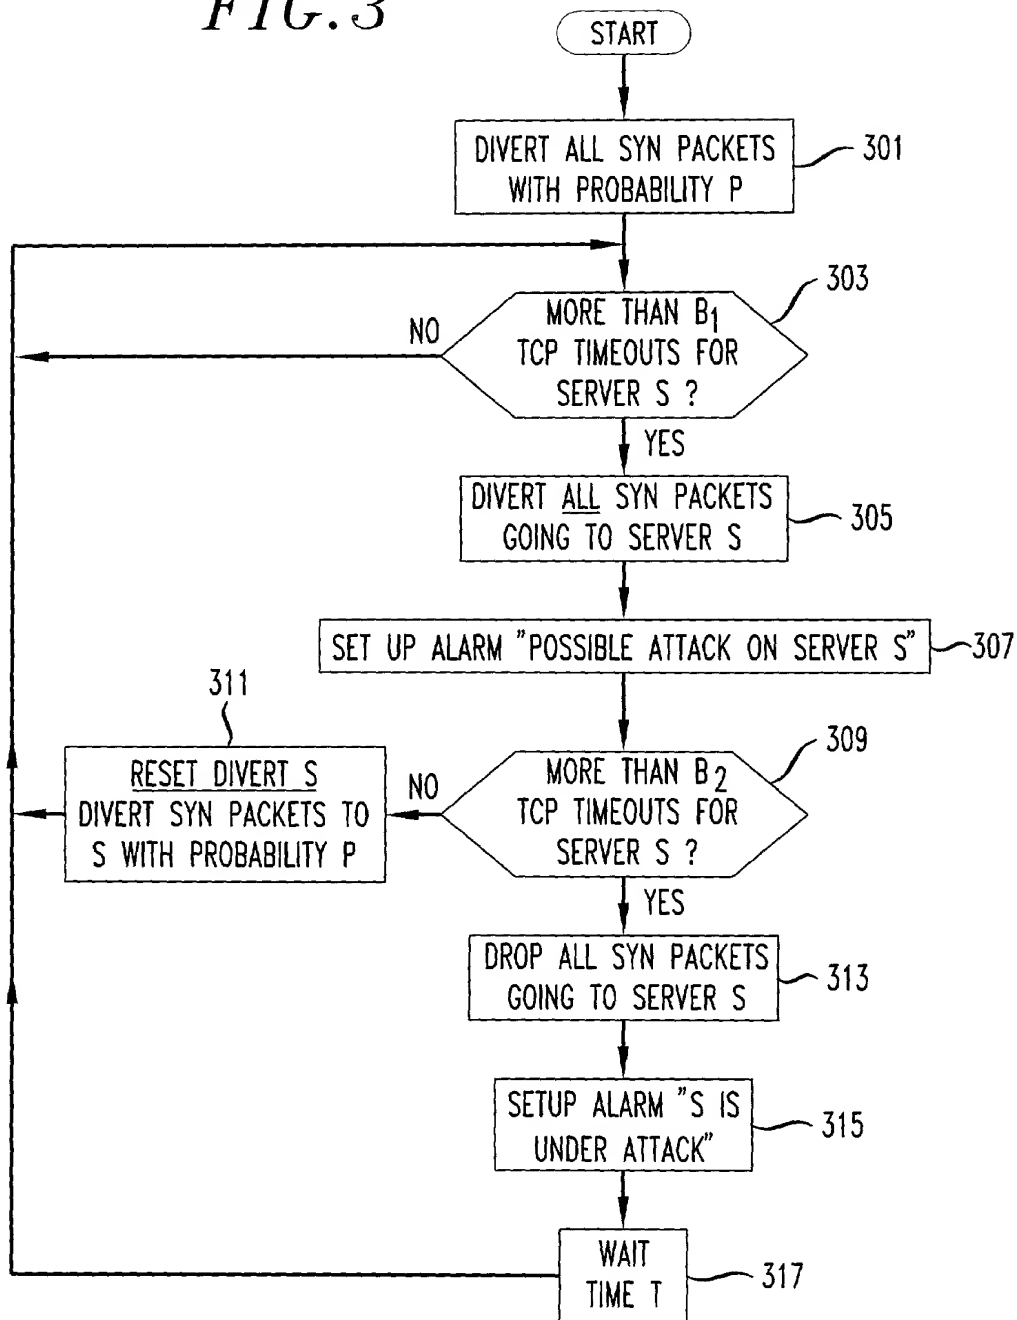 FIG. 3
START
DIVERT ALL SYN PACKETS
WITH PROBABILITY P
301
303
MORE THAN B1
TCP TIMEOUTS FOR
SERVER S ?
NO
YES
DIVERT ALL SYN PACKETS
GOING TO SERVER S
305
SET UP ALARM "POSSIBLE ATTACK ON SERVER S"
307
311
RESET DIVERT S
DIVERT SYN PACKETS TO
S WITH PROBABILITY P
309
MORE THAN B2
TCP TIMEOUTS FOR
SERVER S ?
NO
YES
DROP ALL SYN PACKETS
GOING TO SERVER S
313
SETUP ALARM "S IS
UNDER ATTACK"
315
WAIT
TIME T
317